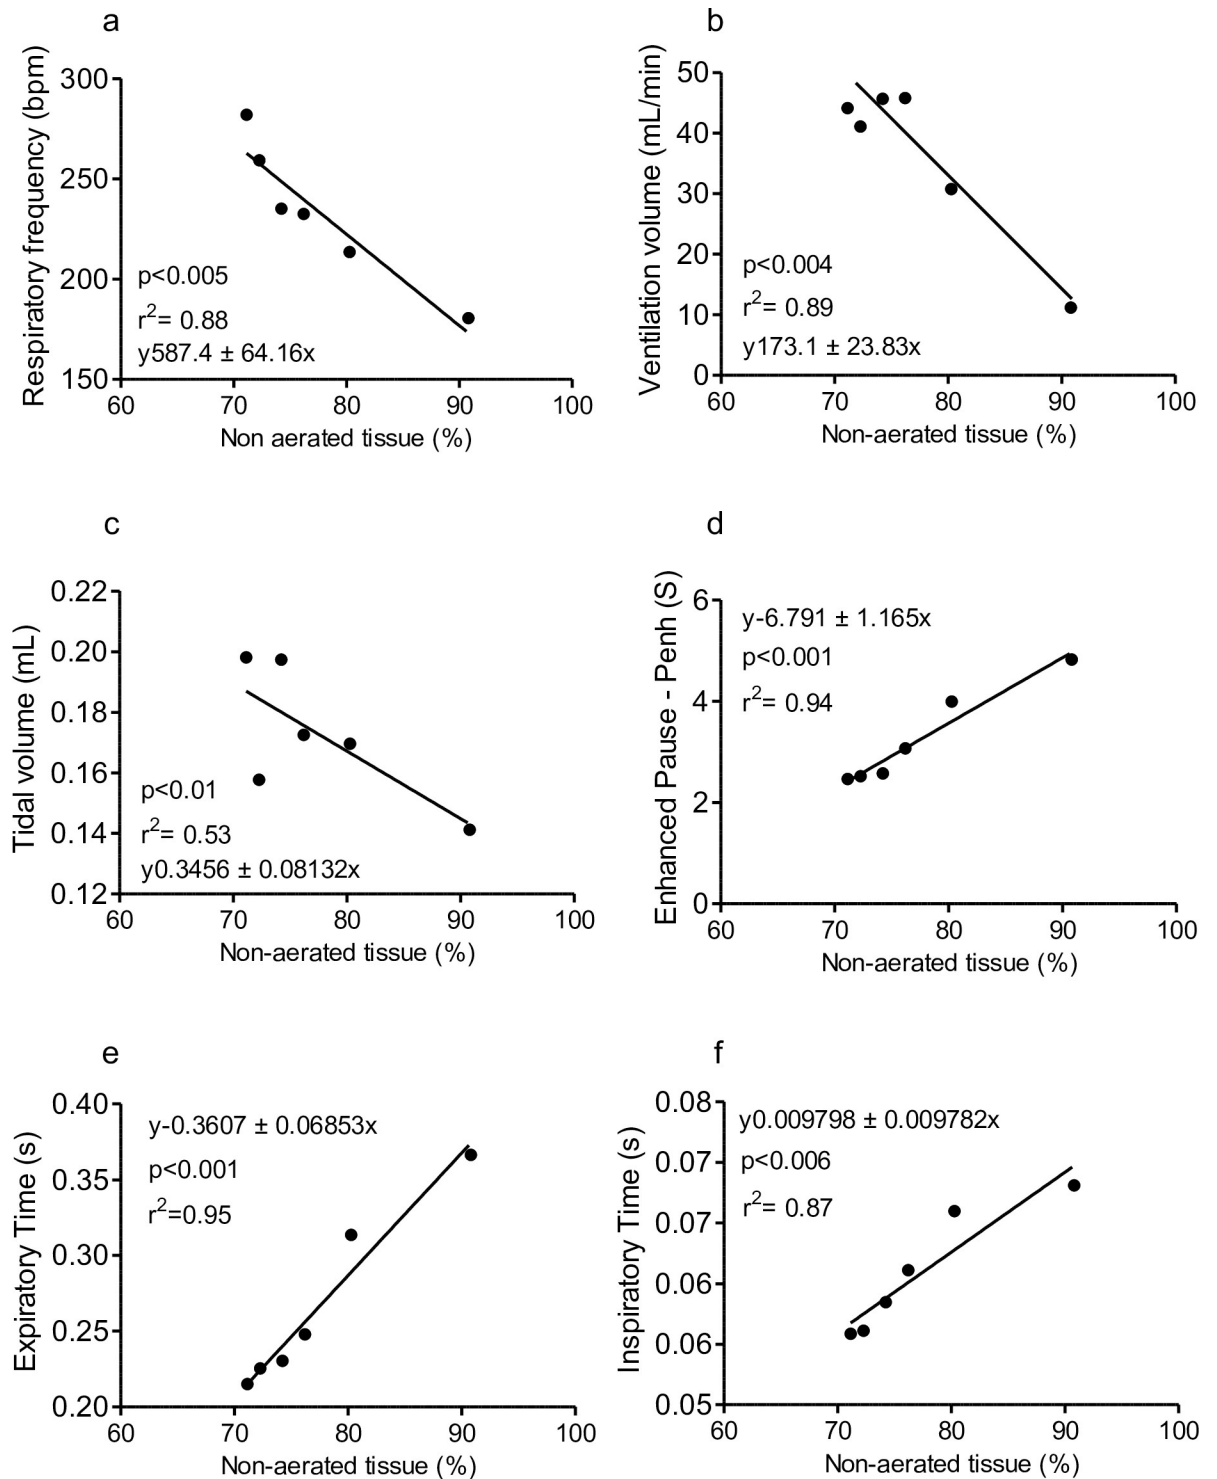 a
Respiratory frequency (bpm)
300
250
200
150
p<0.005
r²= 0.88
y587.4 ± 64.16x
60 70 80 90 100
Non aerated tissue (%)
b
Ventilation volume (mL/min)
50
40
30
20
10
0
p<0.004
r²= 0.89
y173.1 ± 23.83x
60 70 80 90 100
Non-aerated tissue (%)
c
Tidal volume (mL)
0.22
0.20
0.18
0.16
0.14
0.12
p<0.01
r²= 0.53
y0.3456 ± 0.08132x
60 70 80 90 100
Non-aerated tissue (%)
d
Enhanced Pause - Penh (S)
6
4
2
0
y-6.791 ± 1.165x
p<0.001
r²= 0.94
60 70 80 90 100
Non-aerated tissue (%)
e
Expiratory Time (s)
0.40
0.35
0.30
0.25
0.20
y-0.3607 ± 0.06853x
p<0.001
r²=0.95
60 70 80 90 100
Non-aerated tissue (%)
f
Inspiratory Time (s)
0.08
0.07
0.07
0.06
0.06
0.05
y0.009798 ± 0.009782x
p<0.006
r²= 0.87
60 70 80 90 100
Non-aerated tissue (%)